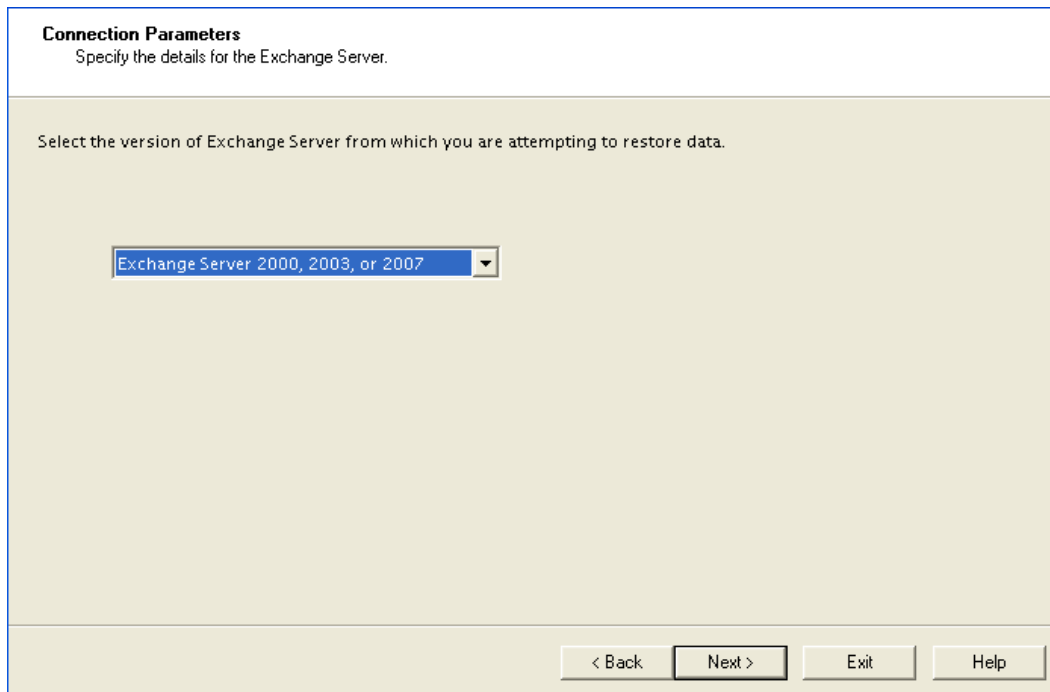 Connection Parameters
Specify the details for the Exchange Server.
Select the version of Exchange Server from which you are attempting to restore data.
Exchange Server 2000, 2003, or 2007
< Back
Next >
Exit
Help